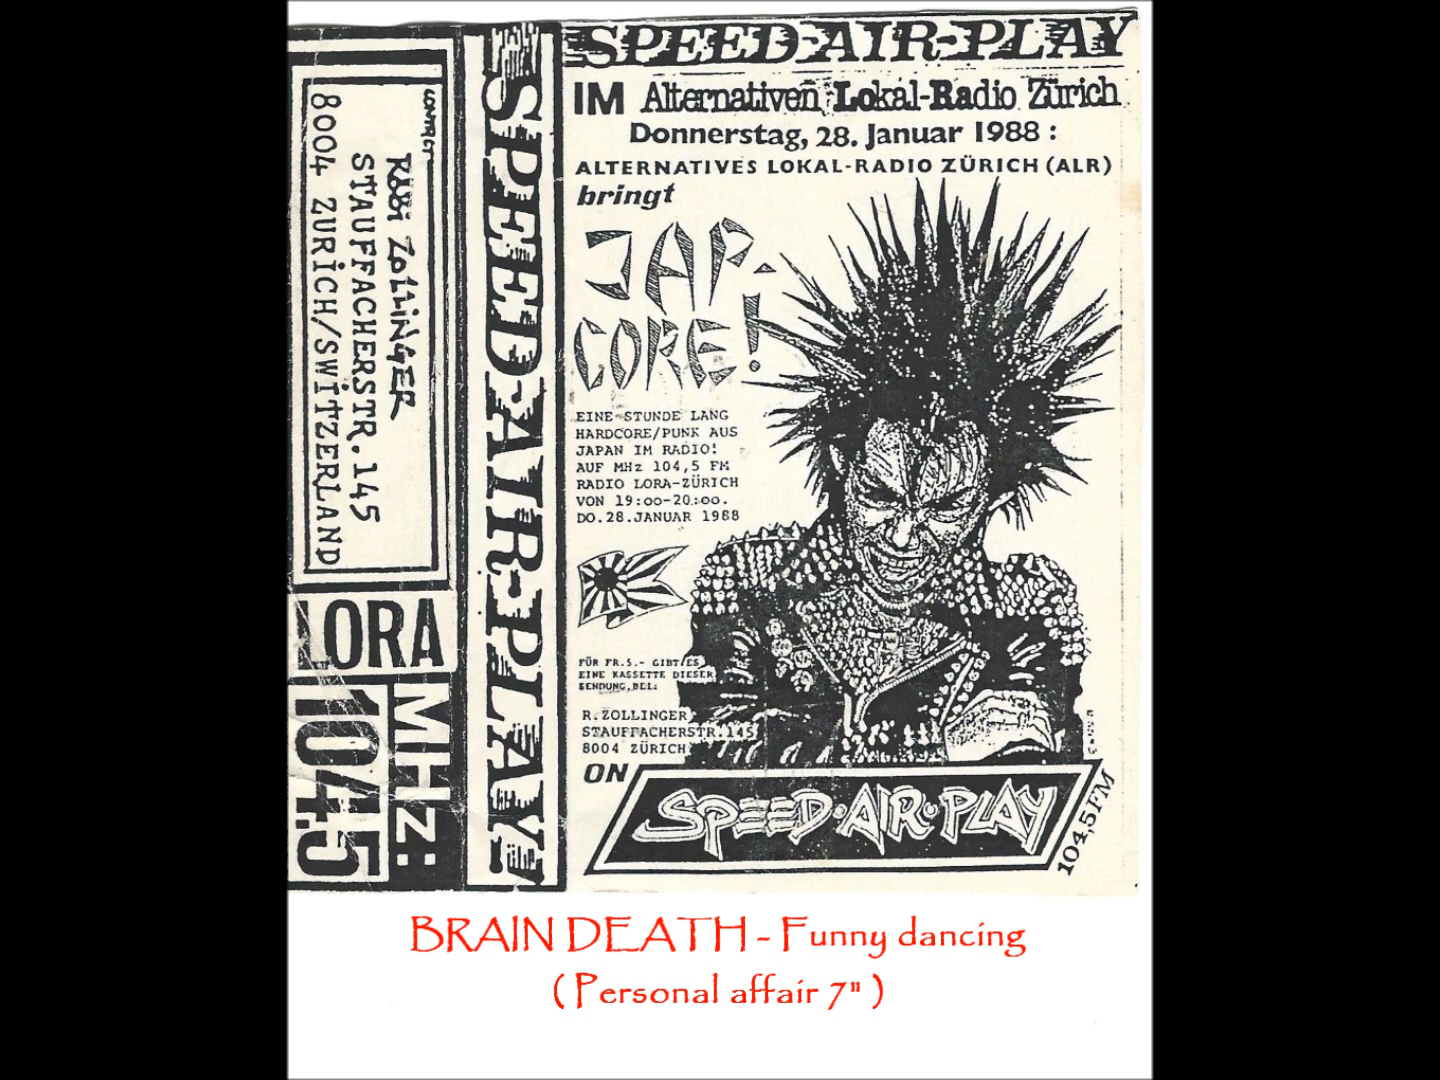 CONTACT
RöBi ZoLLiNGER
STAUFFACHERSTR.145
8004 ZURiCH/SWiTZERLAND
LORA
MHz:
104.5
SPEED-AIR-PLAY!
SPEED-AIR-PLAY
IM Alternativen Lokal-Radio Zürich
Donnerstag, 28. Januar 1988 :
ALTERNATIVES LOKAL-RADIO ZÜRICH (ALR)
bringt
JAP-
CORE!
EINE STUNDE LANG
HARDCORE/PUNK AUS
JAPAN IM RADIO!
AUF MHz 104,5 FM
RADIO LORA-ZÜRICH
VON 19:00-20:00.
DO.28.JANUAR 1988
FÜR FR.5.- GIBT ES
EINE KASSETTE DIESER
SENDUNG,BEI:
R.ZOLLINGER
STAUFFACHERSTR.145
8004 ZÜRICH
ON
SPEED•AIR•PLAY
104,5 FM
BRAIN DEATH - Funny dancing
( Personal affair 7" )